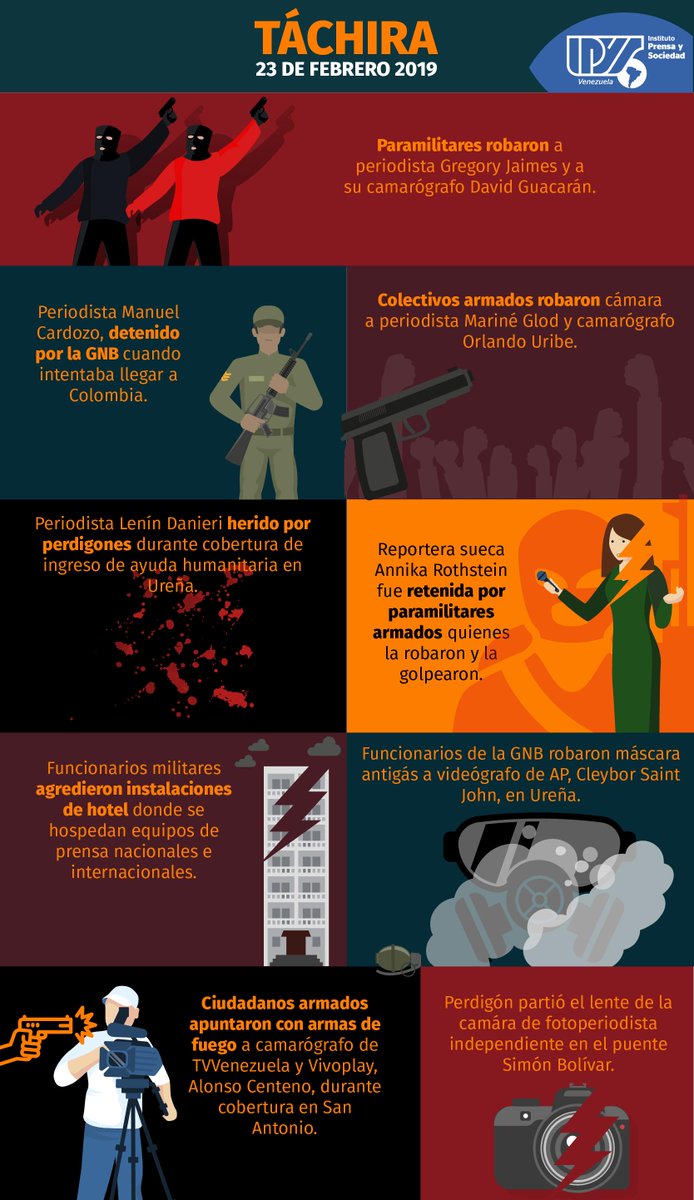 TÁCHIRA
23 DE FEBRERO 2019
IPYS
Venezuela
Instituto
Prensa y
Sociedad
Paramilitares robaron a
periodista Gregory Jaimes y a
su camarógrafo David Guacarán.
Periodista Manuel
Cardozo, detenido
por la GNB cuando
intentaba llegar a
Colombia.
Colectivos armados robaron cámara
a periodista Mariné Glod y camarógrafo
Orlando Uribe.
Periodista Lenín Danieri herido por
perdigones durante cobertura de
ingreso de ayuda humanitaria en
Ureña.
Reportera sueca
Annika Rothstein
fue retenida por
paramilitares
armados quienes
la robaron y la
golpearon.
Funcionarios militares
agredieron instalaciones
de hotel donde se
hospedan equipos de
prensa nacionales e
internacionales.
Funcionarios de la GNB robaron máscara
antigás a videógrafo de AP, Cleybor Saint
John, en Ureña.
Ciudadanos armados
apuntaron con armas de
fuego a camarógrafo de
TVVenezuela y Vivoplay,
Alonso Centeno, durante
cobertura en San
Antonio.
Perdigón partió el lente de la
camára de fotoperiodista
independiente en el puente
Simón Bolívar.